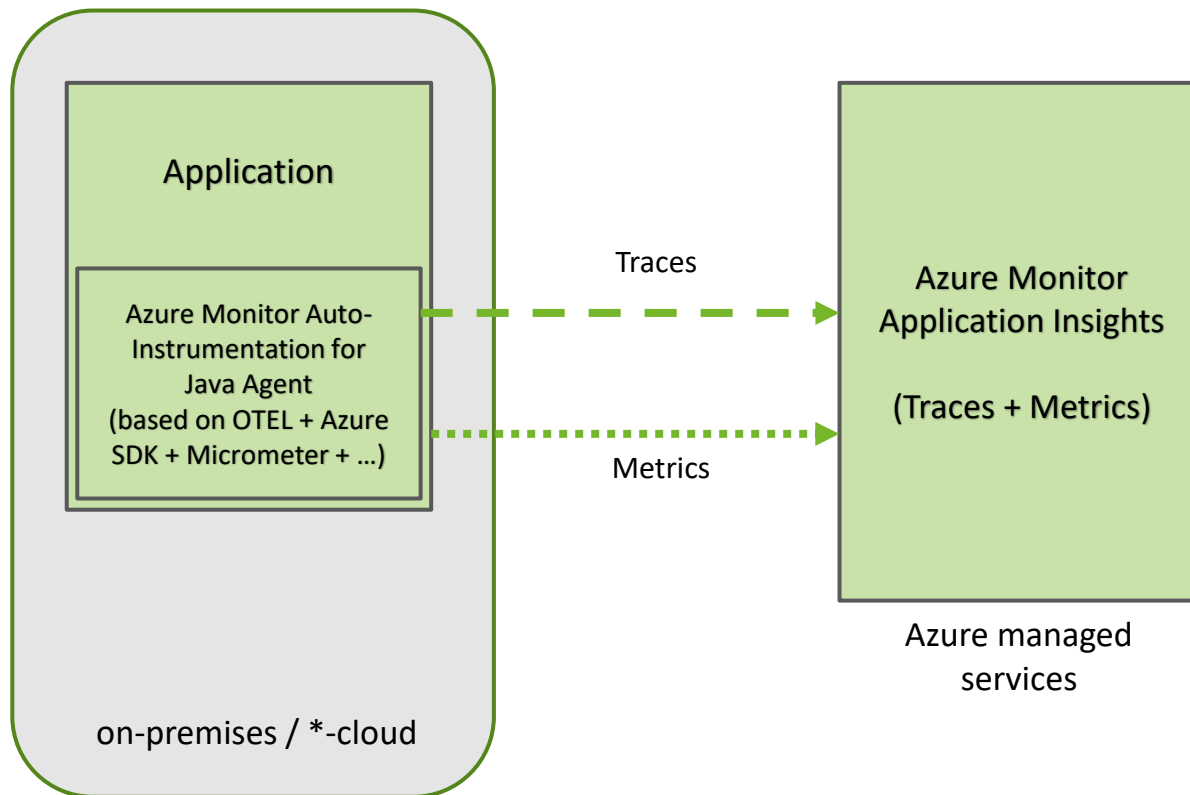 Application
Azure Monitor Auto-
Instrumentation for
Java Agent
(based on OTEL + Azure
SDK + Micrometer + …)
on-premises / *-cloud
Traces
Metrics
Azure Monitor
Application Insights
(Traces + Metrics)
Azure managed
services